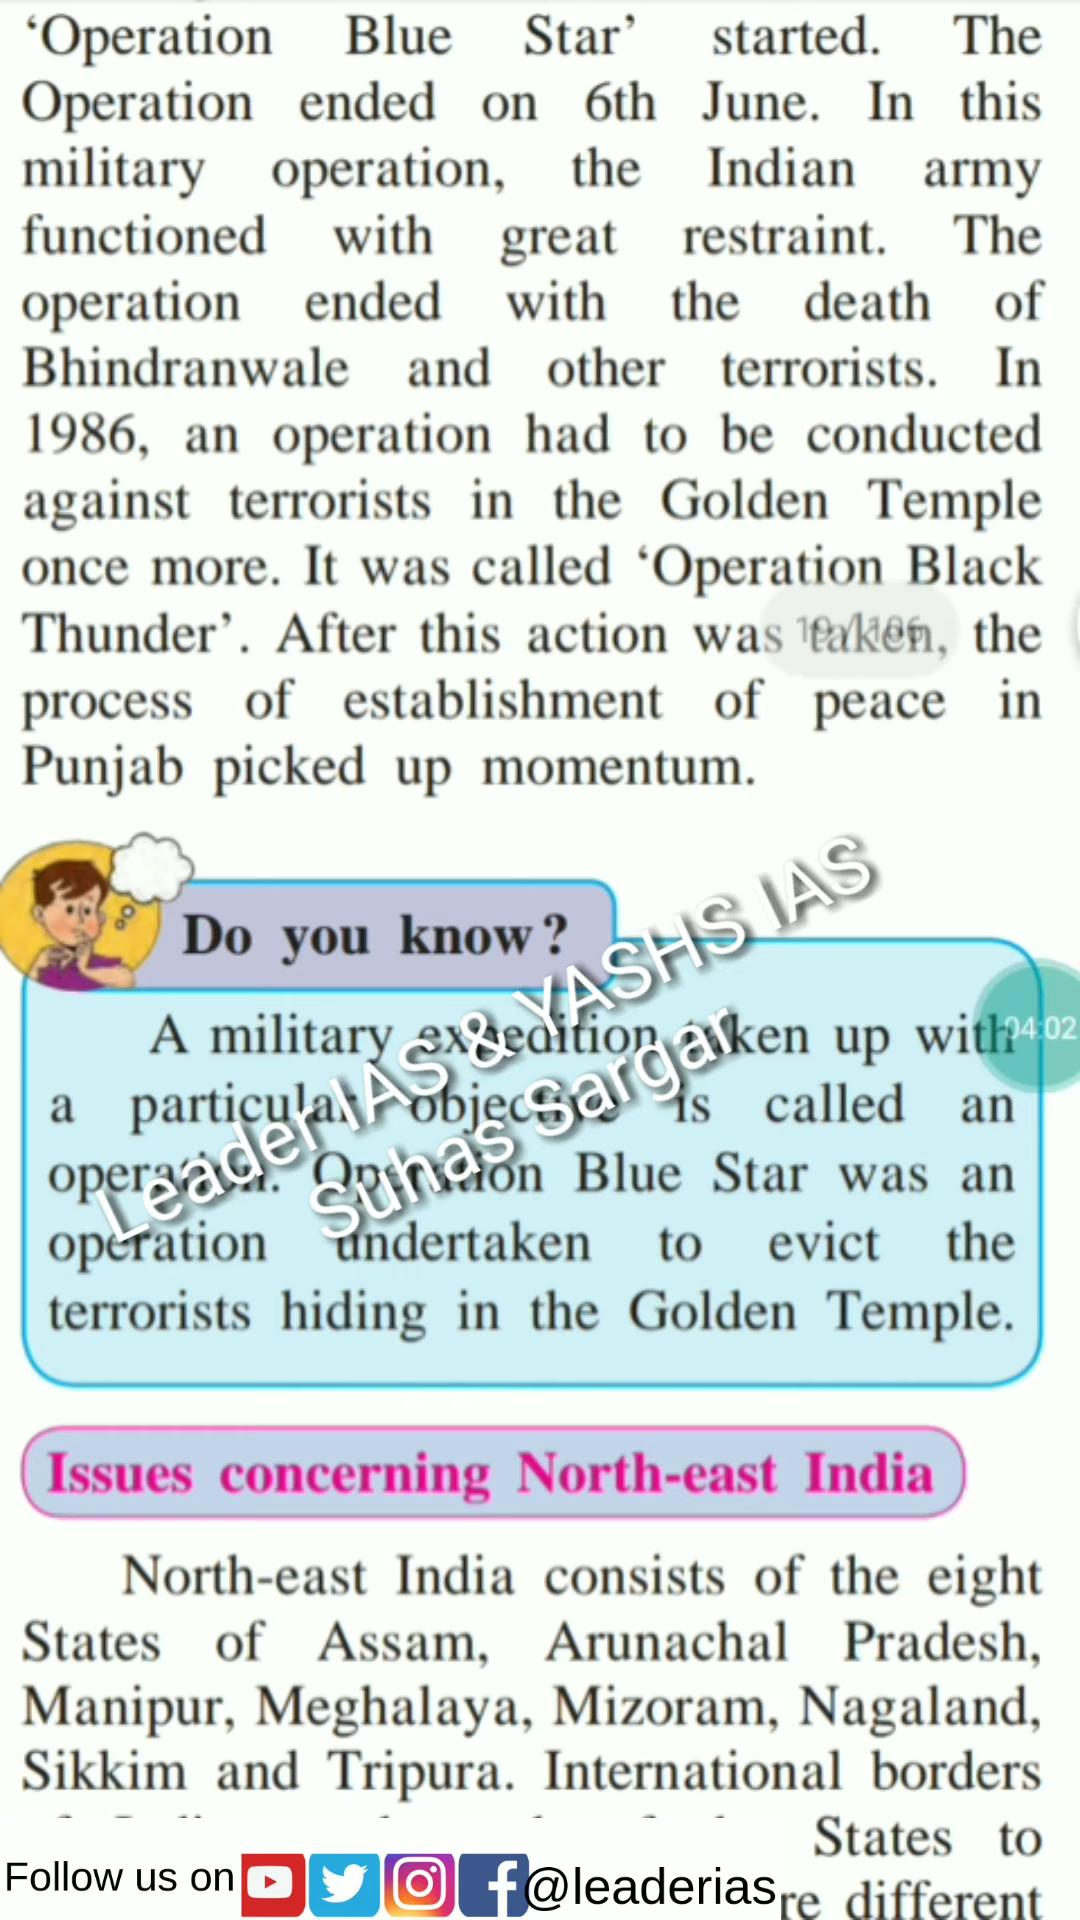 ‘Operation Blue Star’ started. The
Operation ended on 6th June. In this
military operation, the Indian army
functioned with great restraint. The
operation ended with the death of
Bhindranwale and other terrorists. In
1986, an operation had to be conducted
against terrorists in the Golden Temple
once more. It was called ‘Operation Black
Thunder’. After this action was taken, the
19 / 106
process of establishment of peace in
Punjab picked up momentum.
Do you know?
A military expedition taken up with
a particular objective is called an
operation. Operation Blue Star was an
operation undertaken to evict the
terrorists hiding in the Golden Temple.
04:02
Leader IAS & YASHS IAS
Suhas Sargar
Issues concerning North-east India
North-east India consists of the eight
States of Assam, Arunachal Pradesh,
Manipur, Meghalaya, Mizoram, Nagaland,
Sikkim and Tripura. International borders
States to
Follow us on @leaderias
different